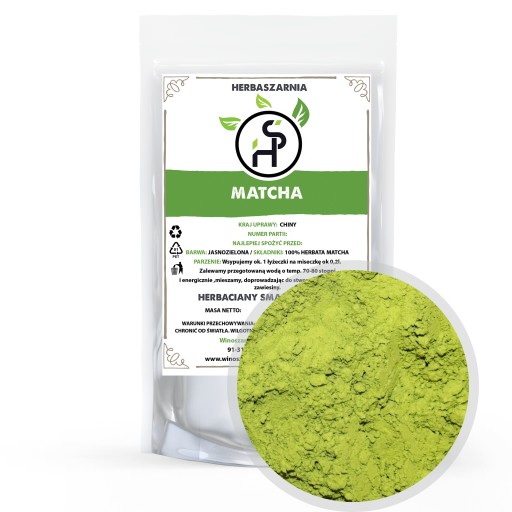 HERBASZARNIA
SH
MATCHA
KRAJ UPRAWY: CHINY
NUMER PARTII:
NAJLEPIEJ SPOŻYĆ PRZED:
BARWA: JASNOZIELONA / SKŁADNIKI: 100% HERBATA MATCHA
PARZENIE: Wsypujemy ok. 1 łyżeczki na miseczkę ok 0,2l.
Zalewamy przegotowaną wodą o temp. 70-80 stopni
i energicznie ,mieszamy, doprowadzając do
zawiesiny.
HERBACIANY
MASA NETTO:
WARUNKI PRZECHOWYWANIA:
CHRONIĆ OD ŚWIATŁA,
91-